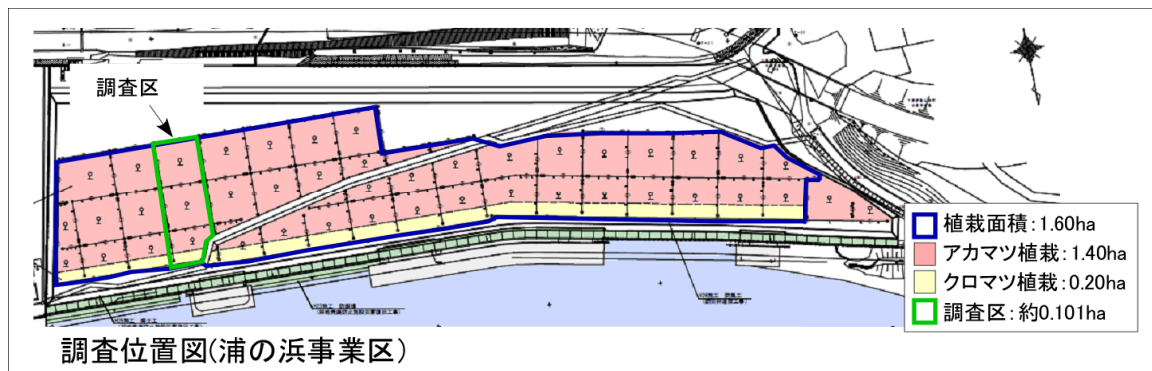 調査区
植栽面積：1.60ha
アカマツ植栽：1.40ha
クロマツ植栽：0.20ha
調査区：約0.101ha
調査位置図(浦の浜事業区)